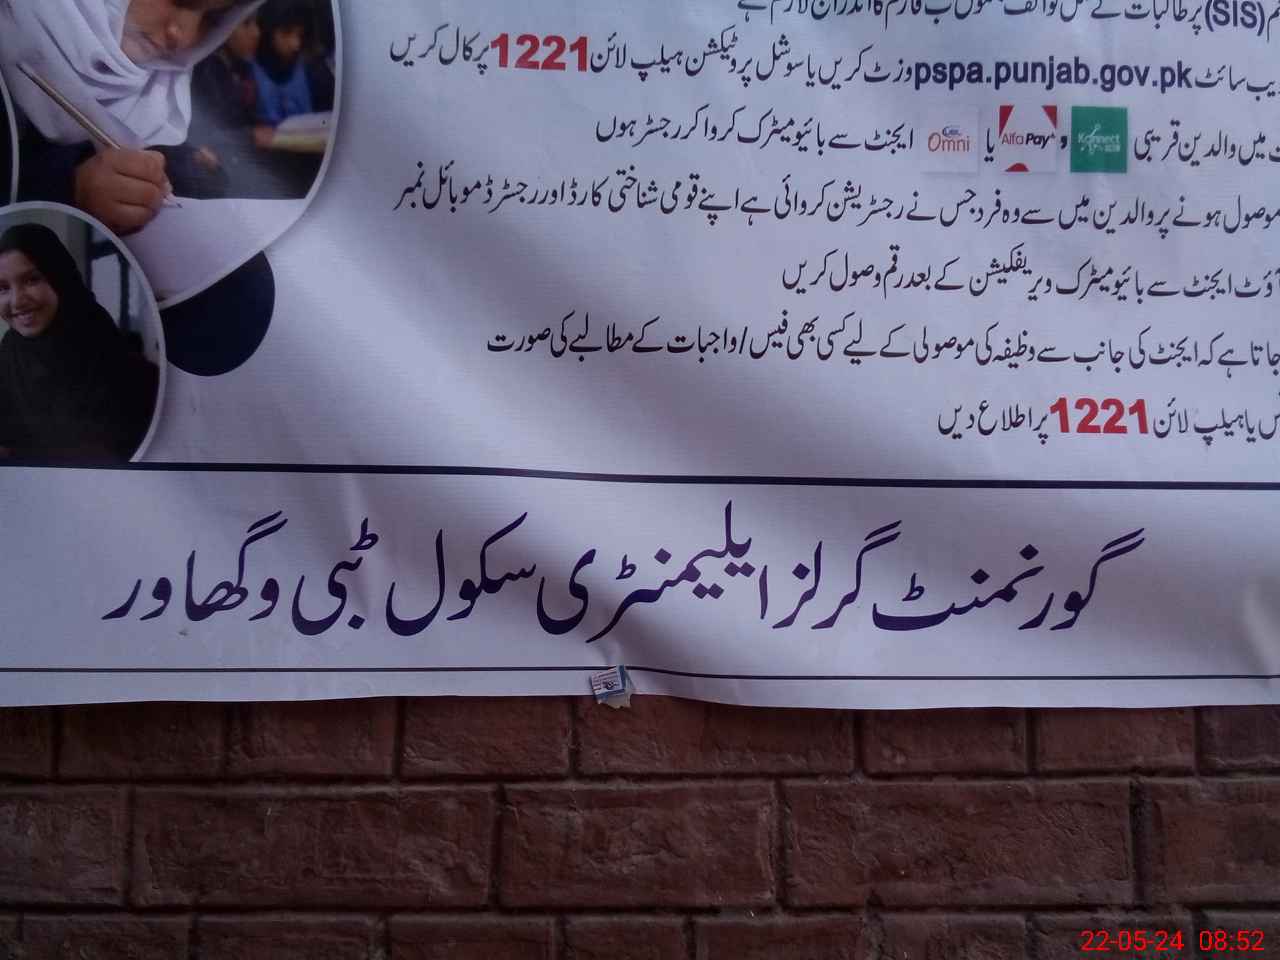 (SIS) پر طالبات کے مکمل کوائف بشمول ب فارم کا اندراج لازم ہے
ویب سائٹ pspa.punjab.gov.pk وزٹ کریں یا سوشل پروٹیکشن ہیلپ لائن 1221 پر کال کریں
میں والدین قریبی Konnect و Alfa Pay یا UBL Omni ایجنٹ سے بائیومیٹرک کروا کر رجسٹر ہوں
موصول ہونے پر والدین میں سے وہ فرد جس نے رجسٹریشن کروائی ہے اپنے قومی شناختی کارڈ اور رجسٹرڈ موبائل نمبر
آؤٹ ایجنٹ سے بائیومیٹرک ویریفکیشن کے بعد رقم وصول کریں
جاتا ہے کہ ایجنٹ کی جانب سے وظیفہ کی موصولی کے لیے کسی بھی فیس/واجبات کے مطالبے کی صورت
یا ہیلپ لائن 1221 پر اطلاع دیں
گورنمنٹ گرلز ایلیمنٹری سکول ٹبی وگھاور
22-05-24 08:52